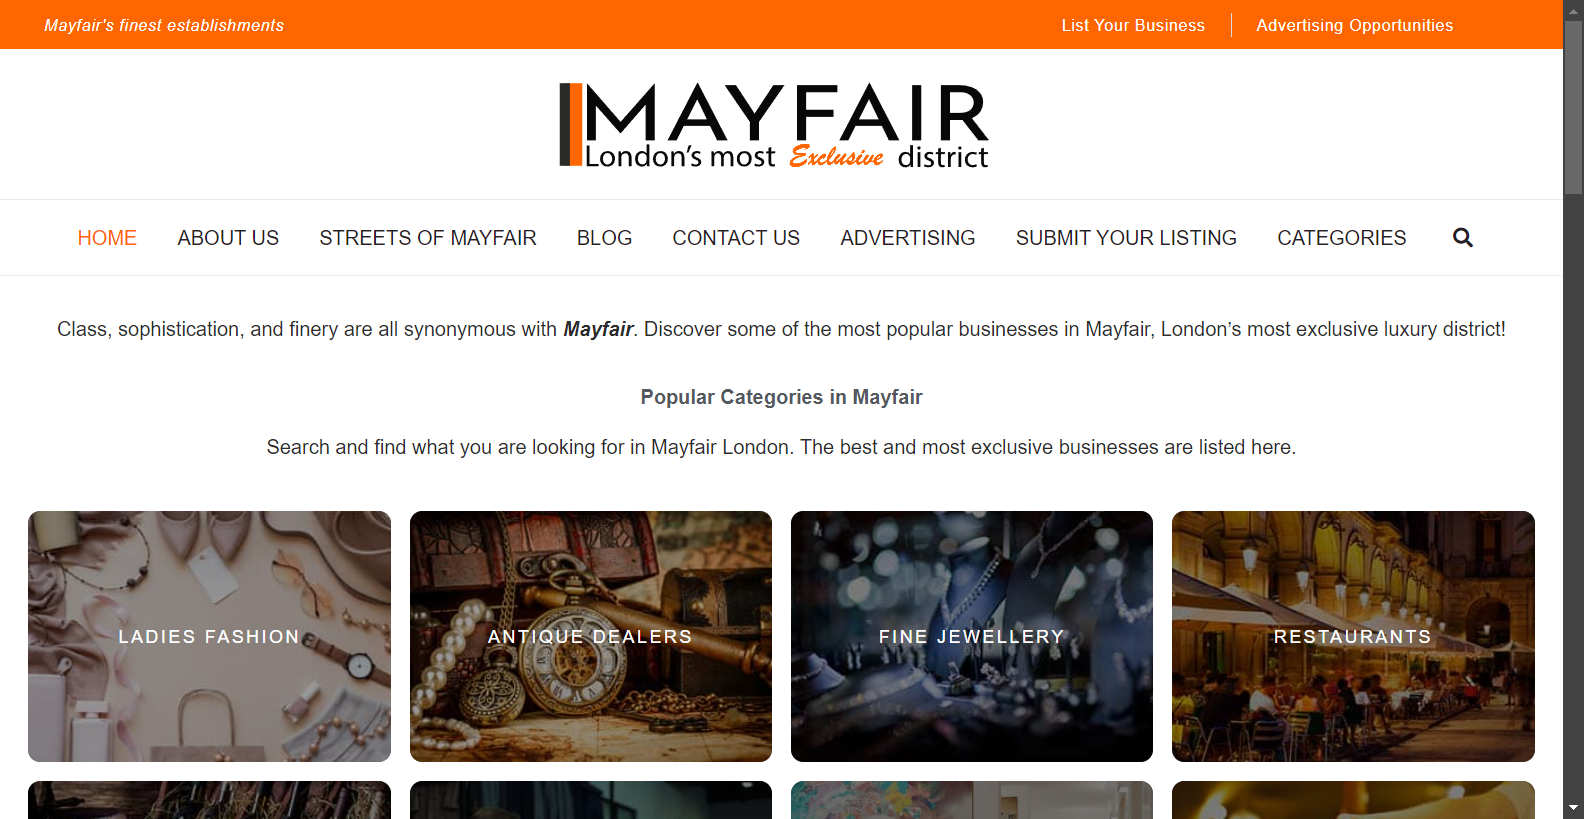 Mayfair's finest establishments
List Your Business
Advertising Opportunities
MAYFAIR
London's most Exclusive district
HOME
ABOUT US
STREETS OF MAYFAIR
BLOG
CONTACT US
ADVERTISING
SUBMIT YOUR LISTING
CATEGORIES
Class, sophistication, and finery are all synonymous with Mayfair. Discover some of the most popular businesses in Mayfair, London’s most exclusive luxury district!
Popular Categories in Mayfair
Search and find what you are looking for in Mayfair London. The best and most exclusive businesses are listed here.
LADIES FASHION
ANTIQUE DEALERS
FINE JEWELLERY
RESTAURANTS